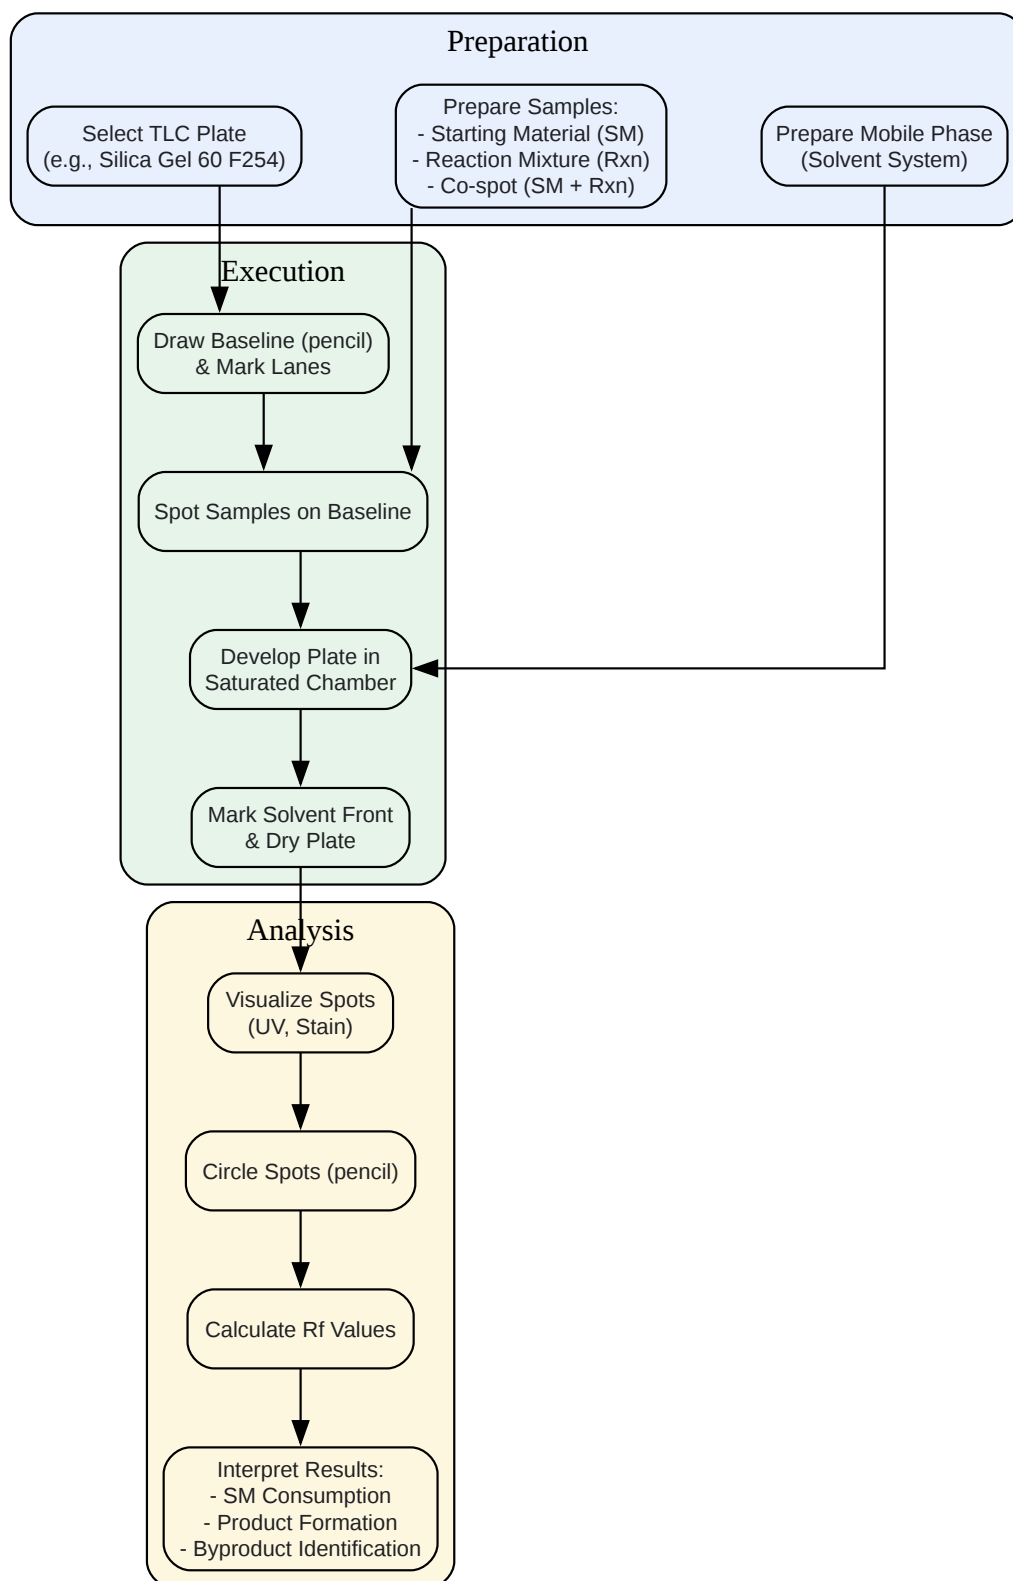 Preparation
Select TLC Plate
(e.g., Silica Gel 60 F254)
Prepare Samples:
- Starting Material (SM)
- Reaction Mixture (Rxn)
- Co-spot (SM + Rxn)
Prepare Mobile Phase
(Solvent System)
Execution
Draw Baseline (pencil)
& Mark Lanes
Spot Samples on Baseline
Develop Plate in
Saturated Chamber
Mark Solvent Front
& Dry Plate
Analysis
Visualize Spots
(UV, Stain)
Circle Spots (pencil)
Calculate Rf Values
Interpret Results:
- SM Consumption
- Product Formation
- Byproduct Identification